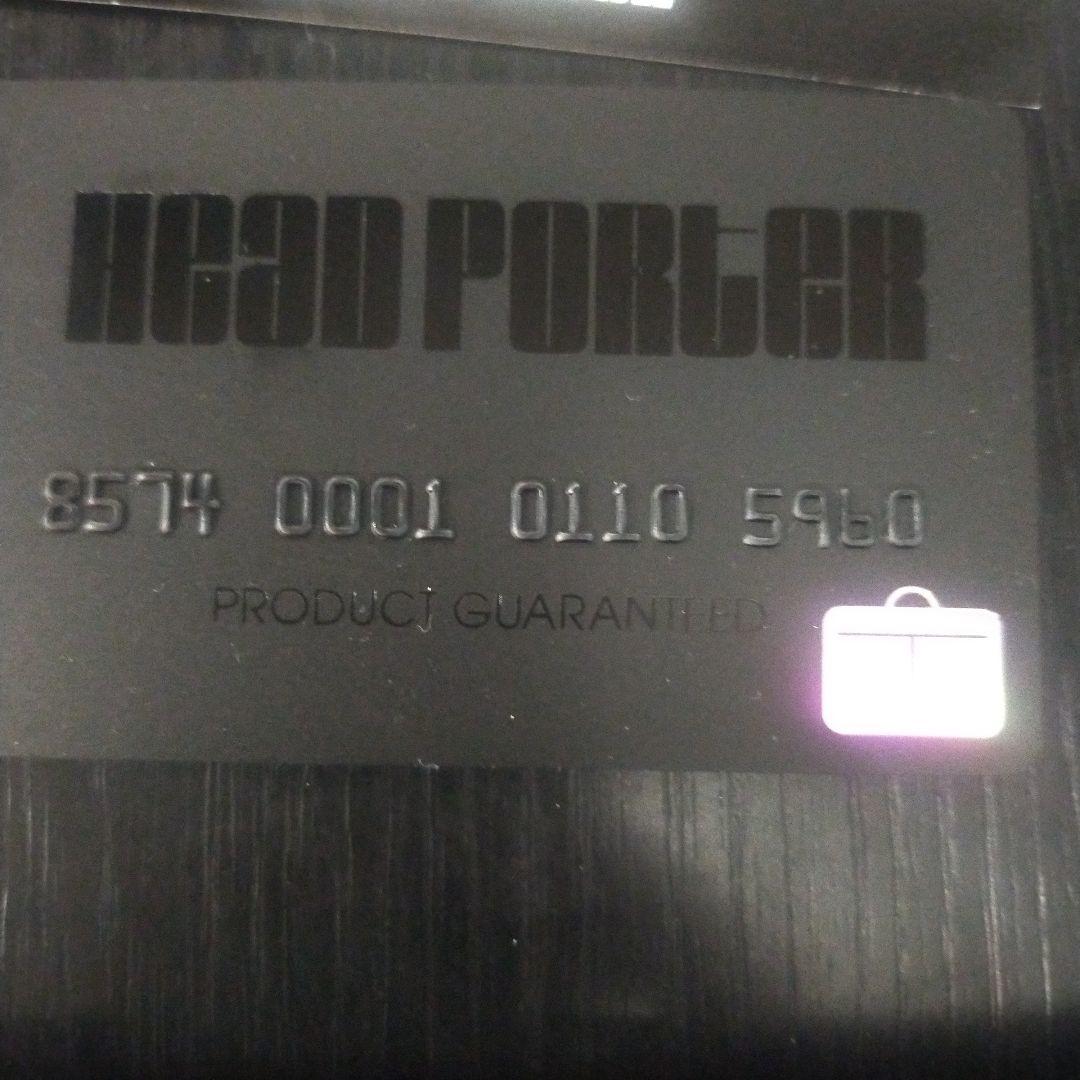 HeaD PORteR
8574 0001 0110 5960
PRODUCT GUARANTEED